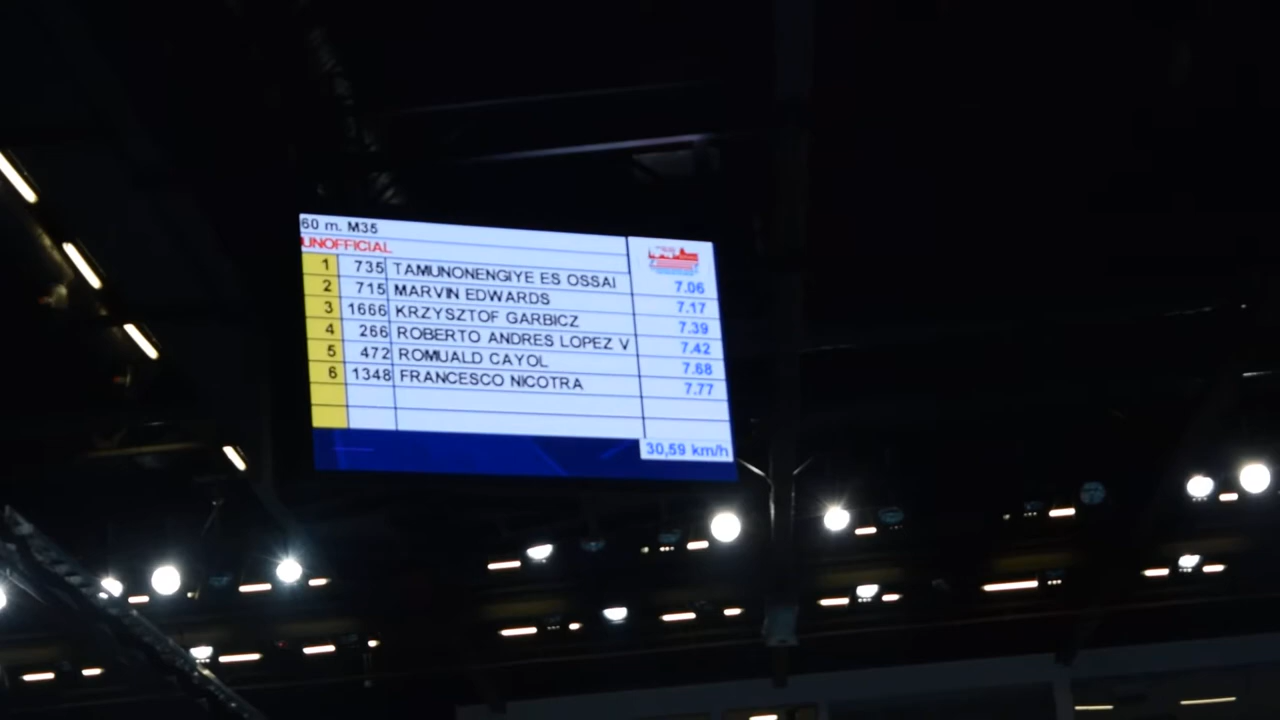 60 m. M35
UNOFFICIAL
1 735 TAMUNONENGIYE ES OSSAI 7.06
2 715 MARVIN EDWARDS 7.17
3 1666 KRZYSZTOF GARBICZ 7.39
4 266 ROBERTO ANDRES LOPEZ V 7.42
5 472 ROMUALD CAYOL 7.68
6 1348 FRANCESCO NICOTRA 7.77
30,59 km/h